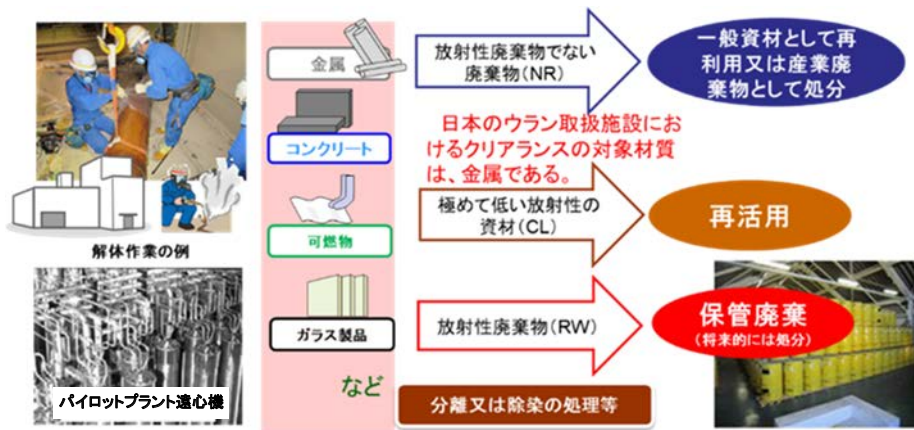 解体作業の例
パイロットプラント遠心機
金属
コンクリート
可燃物
ガラス製品
など
放射性廃棄物でない
廃棄物(NR)
一般資材として再
利用又は産業廃
棄物として処分
日本のウラン取扱施設にお
けるクリアランスの対象材質
は、金属である。
極めて低い放射性の
資材(CL)
再活用
放射性廃棄物(RW)
保管廃棄
(将来的には処分)
分離又は除染の処理等